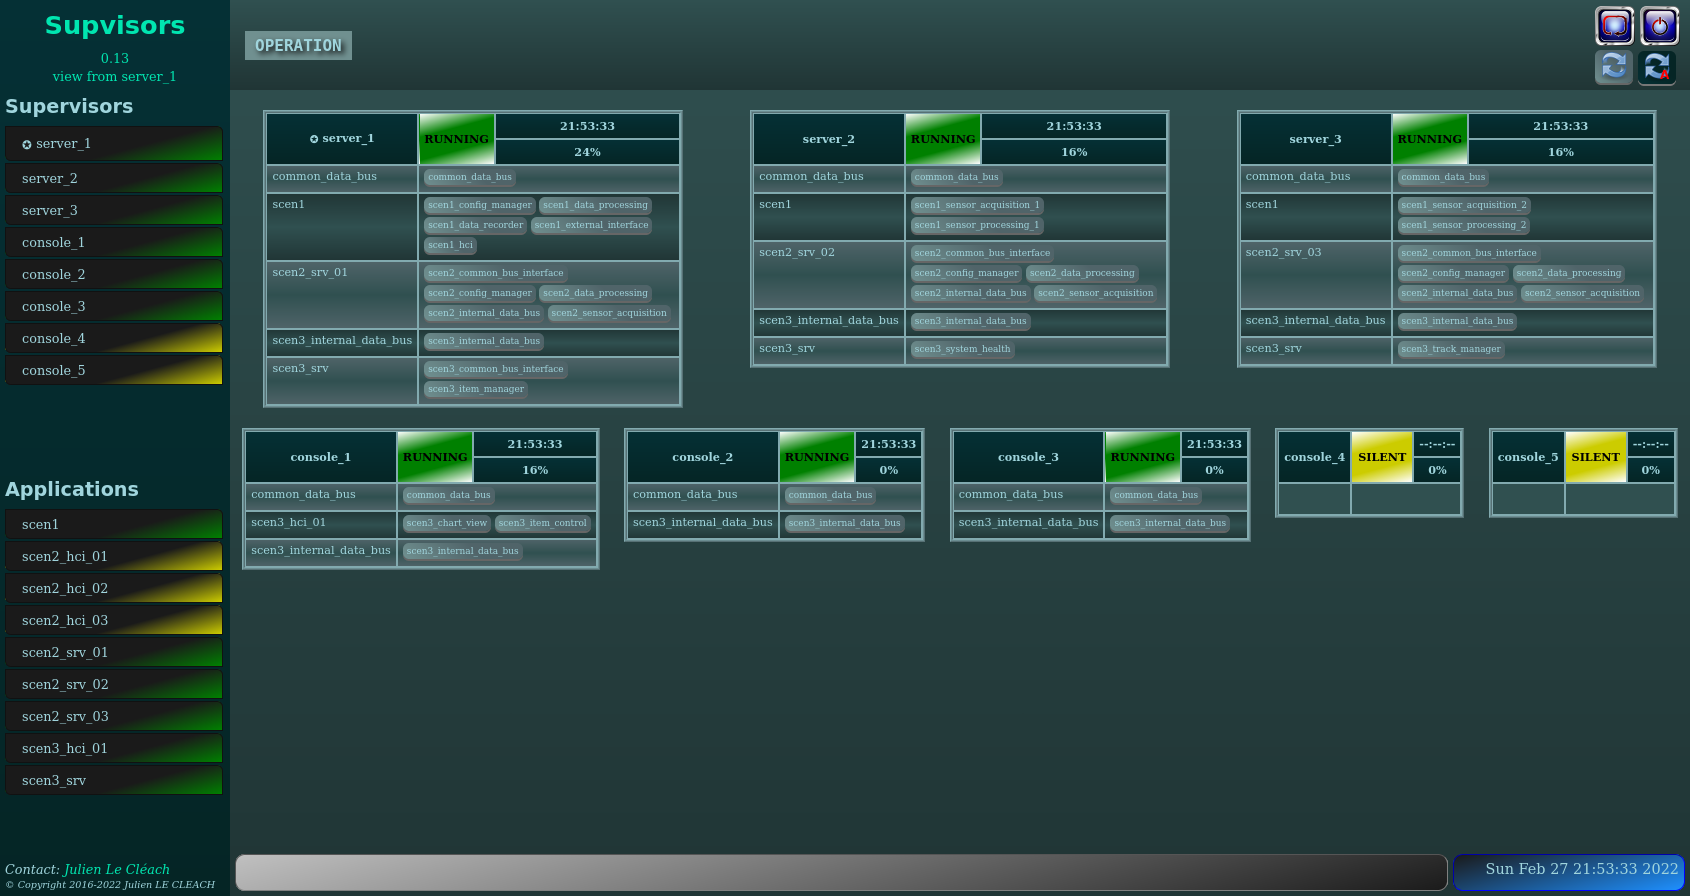 Supvisors
0.13
view from server_1
Supervisors
✪ server_1
server_2
server_3
console_1
console_2
console_3
console_4
console_5
Applications
scen1
scen2_hci_01
scen2_hci_02
scen2_hci_03
scen2_srv_01
scen2_srv_02
scen2_srv_03
scen3_hci_01
scen3_srv
Contact: Julien Le Cléach
© Copyright 2016-2022 Julien LE CLEACH
OPERATION
✪ server_1 RUNNING 21:53:33
24%
common_data_bus common_data_bus
scen1 scen1_config_manager scen1_data_processing
scen1_data_recorder scen1_external_interface
scen1_hci
scen2_srv_01 scen2_common_bus_interface
scen2_config_manager scen2_data_processing
scen2_internal_data_bus scen2_sensor_acquisition
scen3_internal_data_bus scen3_internal_data_bus
scen3_srv scen3_common_bus_interface
scen3_item_manager
server_2 RUNNING 21:53:33
16%
common_data_bus common_data_bus
scen1 scen1_sensor_acquisition_1
scen1_sensor_processing_1
scen2_srv_02 scen2_common_bus_interface
scen2_config_manager scen2_data_processing
scen2_internal_data_bus scen2_sensor_acquisition
scen3_internal_data_bus scen3_internal_data_bus
scen3_srv scen3_system_health
server_3 RUNNING 21:53:33
16%
common_data_bus common_data_bus
scen1 scen1_sensor_acquisition_2
scen1_sensor_processing_2
scen2_srv_03 scen2_common_bus_interface
scen2_config_manager scen2_data_processing
scen2_internal_data_bus scen2_sensor_acquisition
scen3_internal_data_bus scen3_internal_data_bus
scen3_srv scen3_track_manager
console_1 RUNNING 21:53:33
16%
common_data_bus common_data_bus
scen3_hci_01 scen3_chart_view scen3_item_control
scen3_internal_data_bus scen3_internal_data_bus
console_2 RUNNING 21:53:33
0%
common_data_bus common_data_bus
scen3_internal_data_bus scen3_internal_data_bus
console_3 RUNNING 21:53:33
0%
common_data_bus common_data_bus
scen3_internal_data_bus scen3_internal_data_bus
console_4 SILENT --:--:--
0%
console_5 SILENT --:--:--
0%
Sun Feb 27 21:53:33 2022